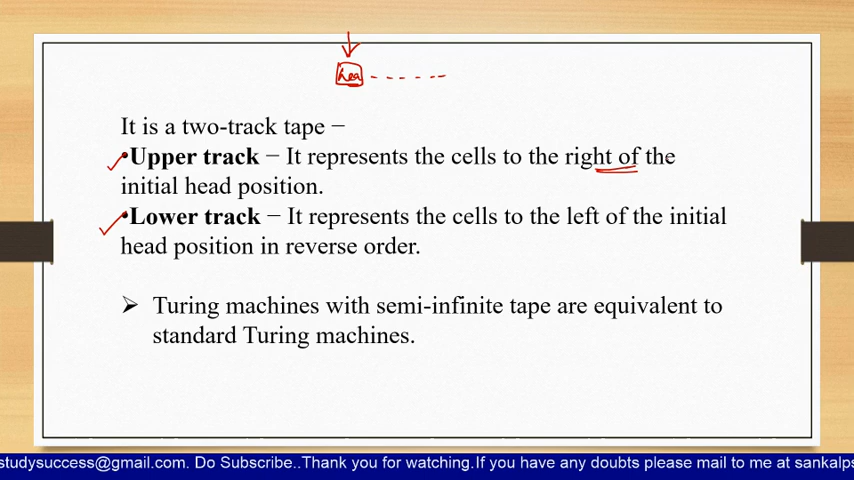 hea
It is a two-track tape −
•Upper track − It represents the cells to the right of the
initial head position.
•Lower track − It represents the cells to the left of the initial
head position in reverse order.
➢ Turing machines with semi-infinite tape are equivalent to
standard Turing machines.
studysuccess@gmail.com. Do Subscribe..Thank you for watching.If you have any doubts please mail to me at sankalps